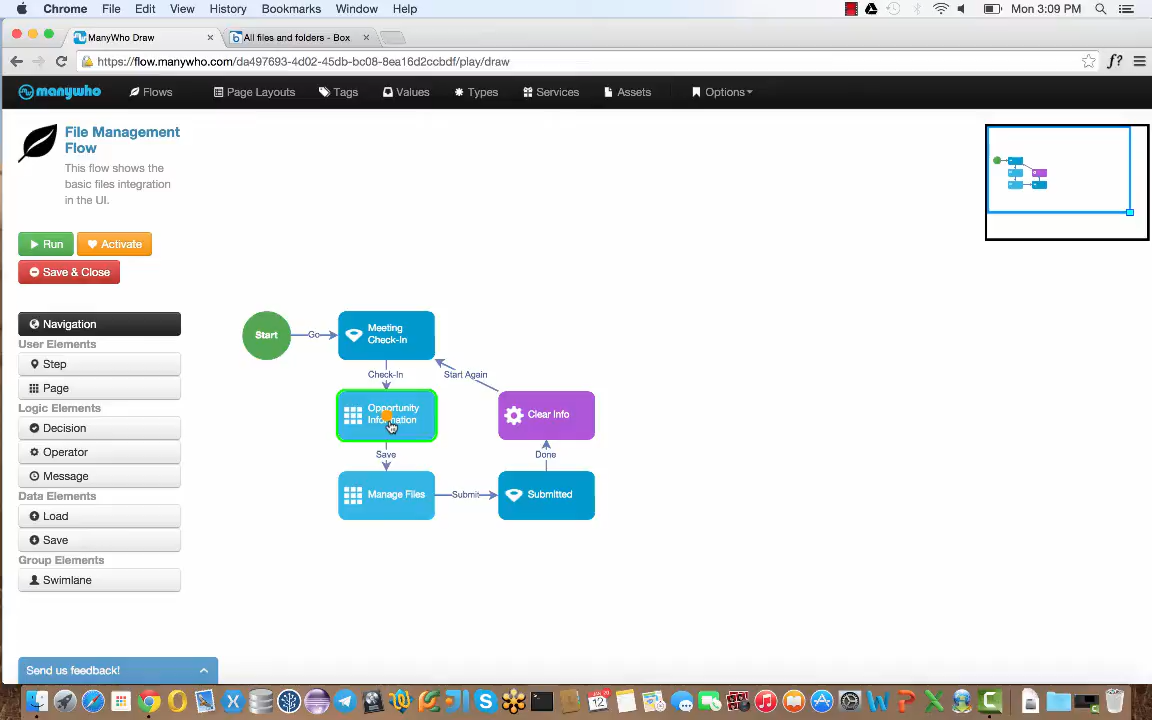 Chrome File Edit View History Bookmarks Window Help Mon 3:09 PM
ManyWho Draw All files and folders - Box
https://flow.manywho.com/da497693-4d02-45db-bc08-8ea16d2ccbdf/play/draw f?
manywho Flows Page Layouts Tags Values Types Services Assets Options
File Management
Flow
This flow shows the
basic files integration
in the UI.
Run Activate
Save & Close
Navigation
User Elements
Step
Page
Logic Elements
Decision
Operator
Message
Data Elements
Load
Save
Group Elements
Swimlane
Send us feedback!
Start
Go
Meeting
Check-In
Check-In
Start Again
Opportunity
Information
Clear Info
Save
Done
Manage Files
Submit
Submitted